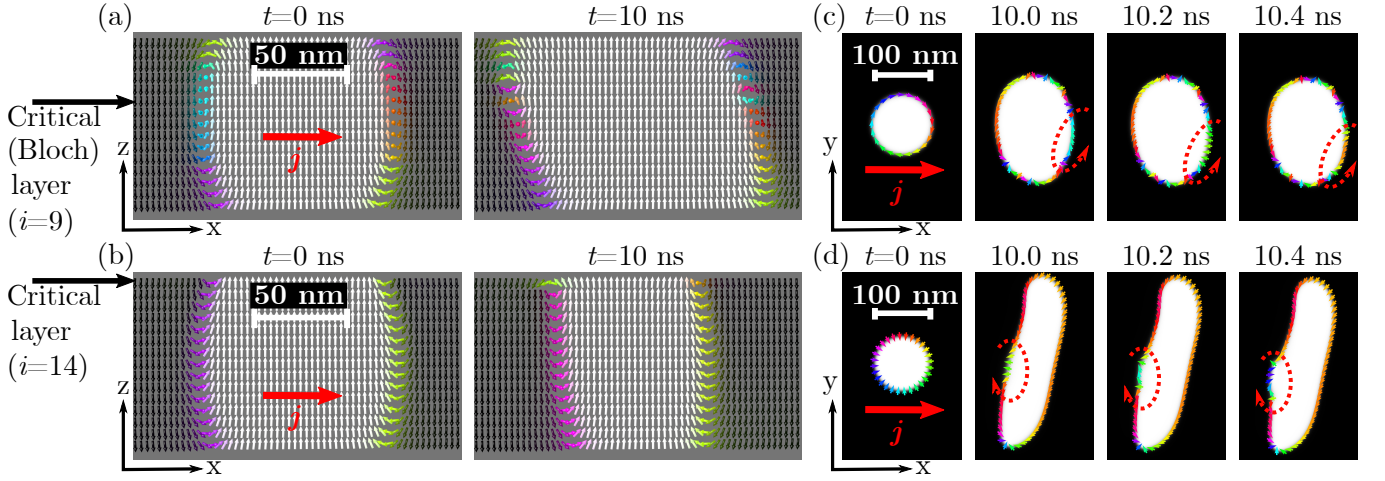 (a)
t=0 ns
t=10 ns
50 nm
j
Critical
(Bloch)
layer
(i=9)
z
x
(c)
t=0 ns
10.0 ns
10.2 ns
10.4 ns
100 nm
j
y
x
(b)
t=0 ns
t=10 ns
50 nm
j
Critical
layer
(i=14)
z
x
(d)
t=0 ns
10.0 ns
10.2 ns
10.4 ns
100 nm
j
y
x